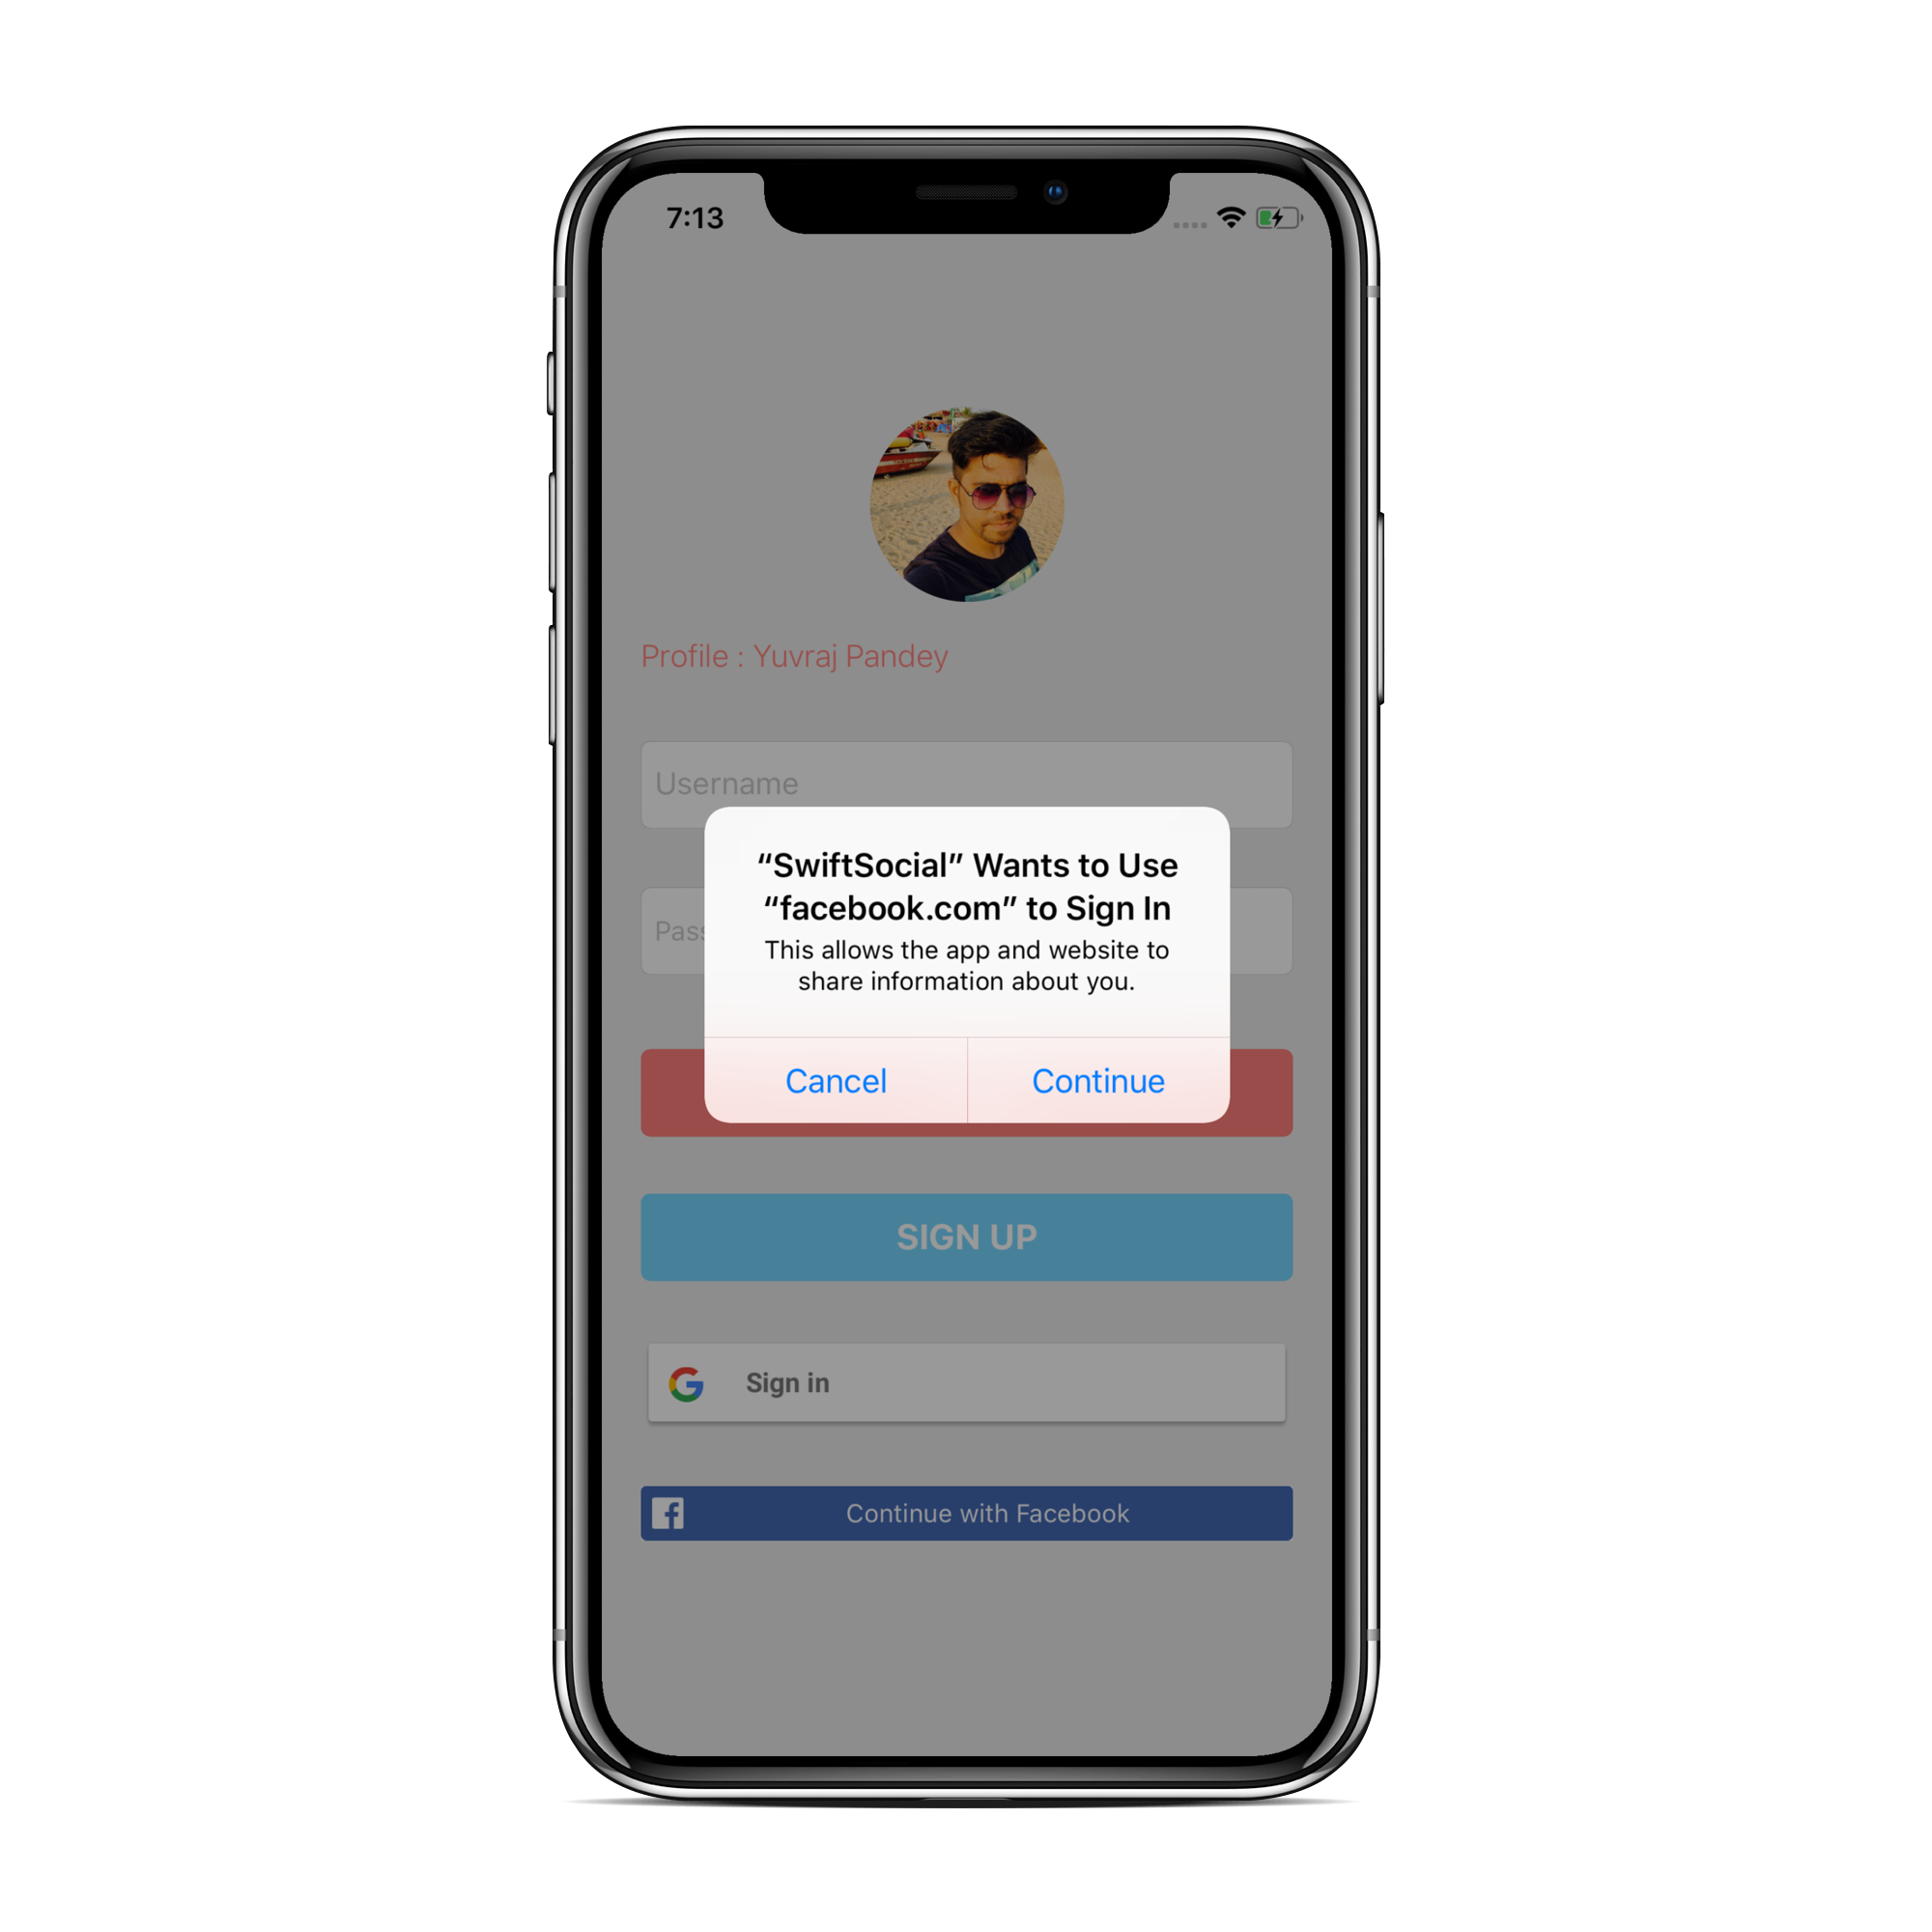 7:13
Profile : Yuvraj Pandey
Username
“SwiftSocial” Wants to Use
“facebook.com” to Sign In
Pass
This allows the app and website to
share information about you.
Cancel
Continue
SIGN UP
Sign in
Continue with Facebook